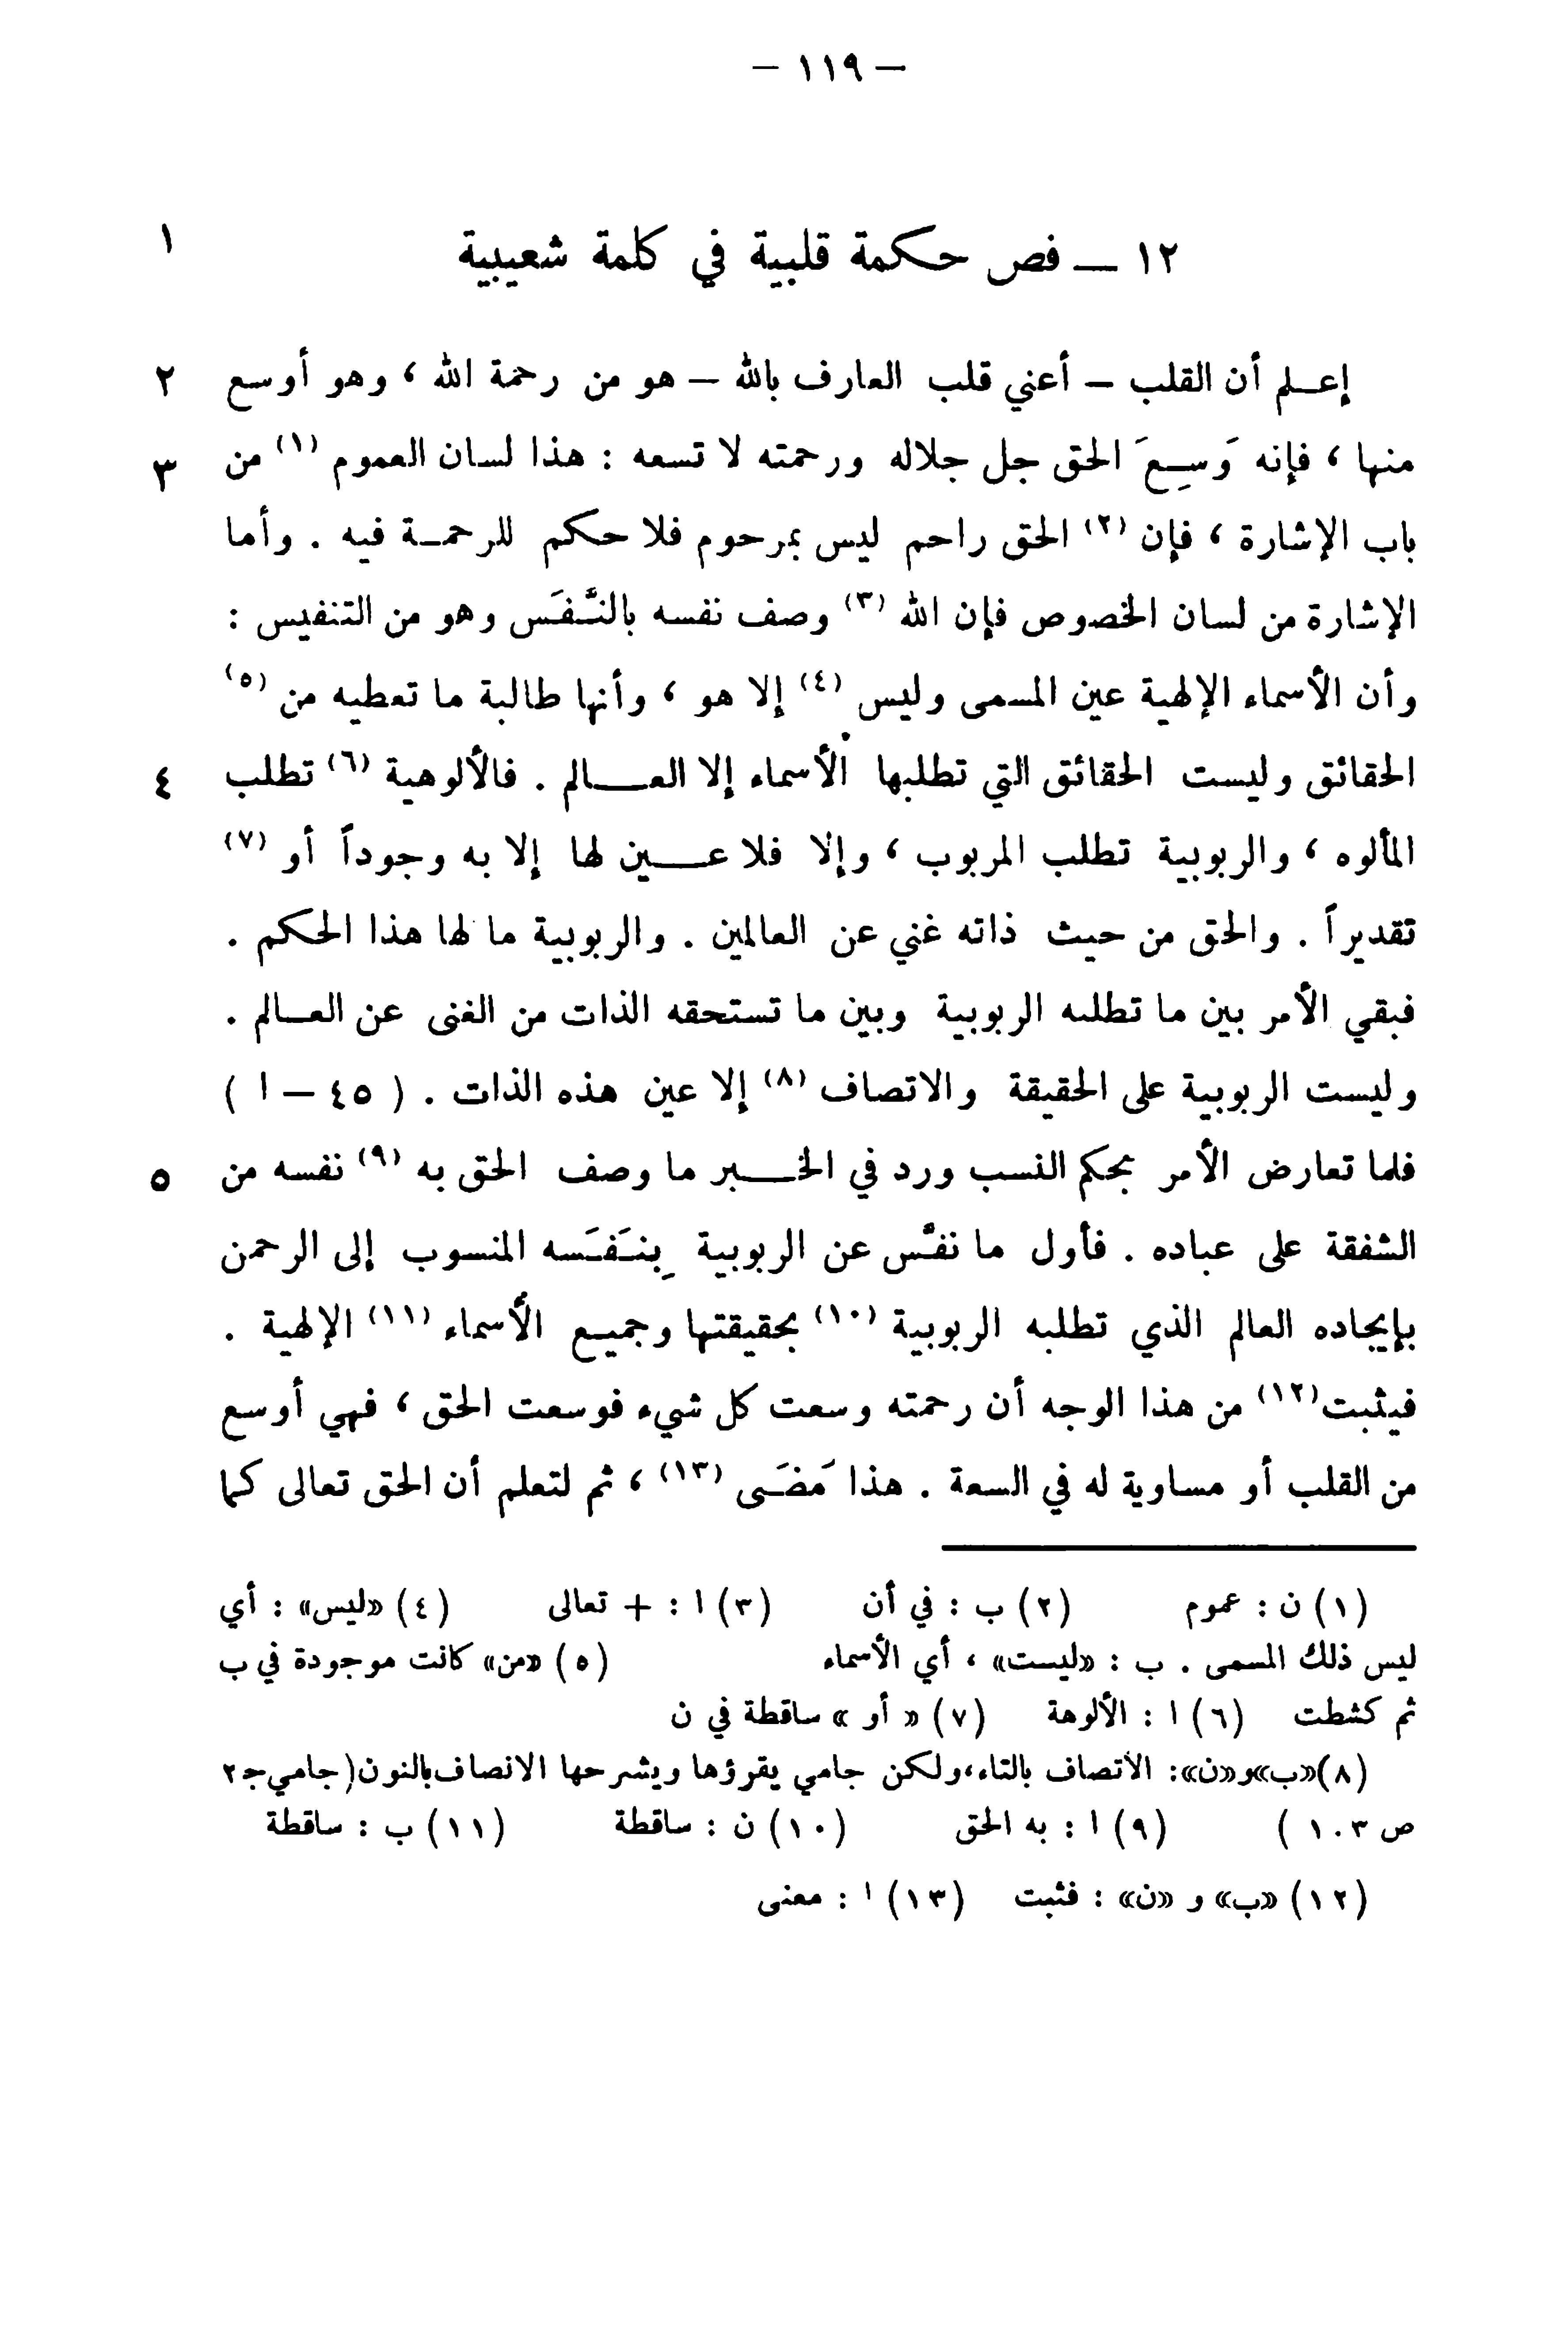 – ١١٩ –
١٢ – فص حكمة قلبية في كلمة شعيبية ١
إعلم أن القلب – أعني قلب العارف بالله – هو من رحمة الله ، وهو أوسع ٢
منها ، فإنه وَسِعَ الحق جل جلاله ورحمته لا تسعه : هذا لسان العموم (١) من ٣
باب الإشارة ، فإن (٢) الحق راحم ليس بمرحوم فلا حكم للرحمة فيه . وأما
الإشارة من لسان الخصوص فإن الله (٣) وصف نفسه بالنَّفَس وهو من التنفيس :
وأن الأسماء الإلهية عين المسمى وليس (٤) إلا هو ، وأنها طالبة ما تعطيه من (٥)
الحقائق وليست الحقائق التي تطلبها الأسماء إلا العالم . فالألوهية (٦) تطلب ٤
المألوه ، والربوبية تطلب المربوب ، وإلا فلا عين لها إلا به وجوداً أو (٧)
تقديراً . والحق من حيث ذاته غني عن العالمين . والربوبية ما لها هذا الحكم .
فبقي الأمر بين ما تطلبه الربوبية وبين ما تستحقه الذات من الغنى عن العالم .
وليست الربوبية على الحقيقة والاتصاف (٨) إلا عين هذه الذات . ( ٤٥ – ا )
فلما تعارض الأمر بحكم النسب ورد في الخبر ما وصف الحق به (٩) نفسه من ٥
الشفقة على عباده . فأول ما نفَّس عن الربوبية بِنَفَسه المنسوب إلى الرحمن
بإيجاده العالم الذي تطلبه الربوبية (١٠) بحقيقتها وجميع الأسماء (١١) الإلهية .
فيثبت (١٢) من هذا الوجه أن رحمته وسعت كل شيء فوسعت الحق ، فهي أوسع
من القلب أو مساوية له في السعة . هذا مَضَى (١٣) ، ثم لتعلم أن الحق تعالى كما
(١) ن : عموم (٢) ب : في أن (٣) ا : + تعالى (٤) «ليس» : أي
ليس ذلك المسمى . ب : «ليست» ، أي الأسماء (٥) «من» كانت موجودة في ب
ثم كشطت (٦) ا : الألوهة (٧) « أو » ساقطة في ن
(٨) «ب» و«ن» : الاتصاف بالتاء، ولكن جامي يقرؤها ويشرحها الانصاف بالنون (جامي ج ٢
ص ١٠٣ ) (٩) ا : به الحق (١٠) ن : ساقطة (١١) ب : ساقطة
(١٢) «ب» و «ن» : فثبت (١٣) ا : معنى